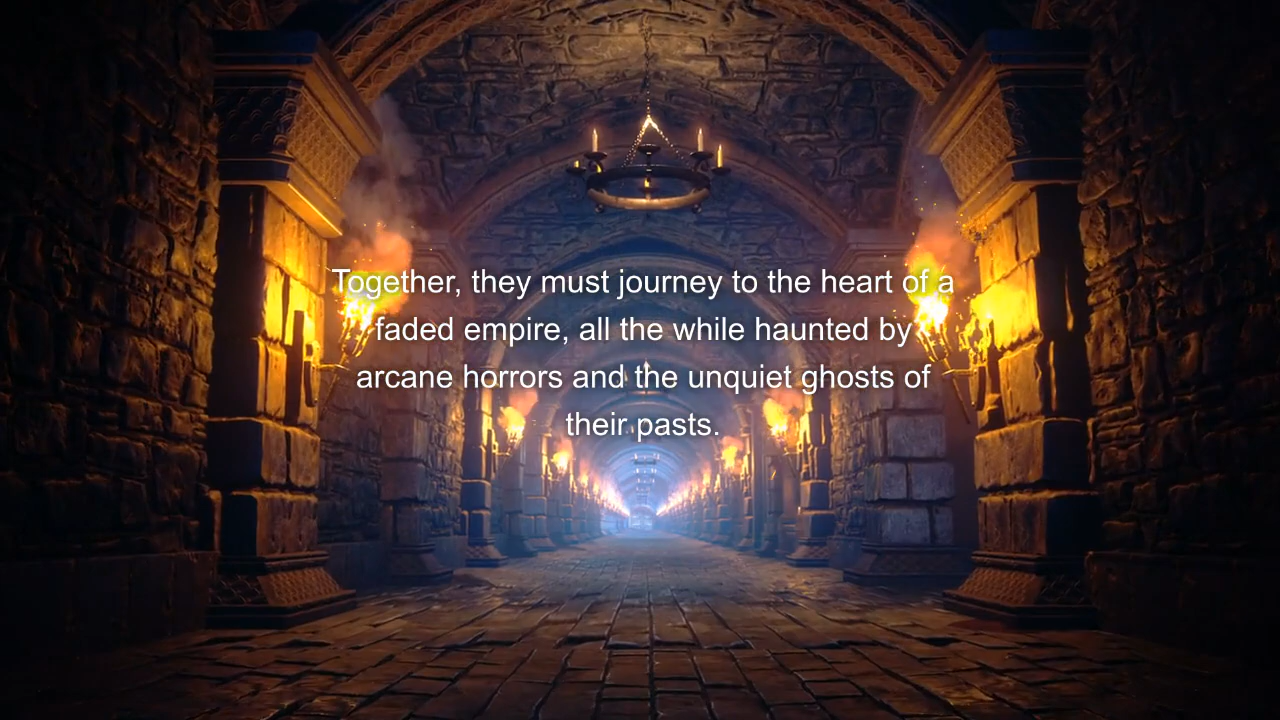 Together, they must journey to the heart of a
faded empire, all the while haunted by
arcane horrors and the unquiet ghosts of
their pasts.